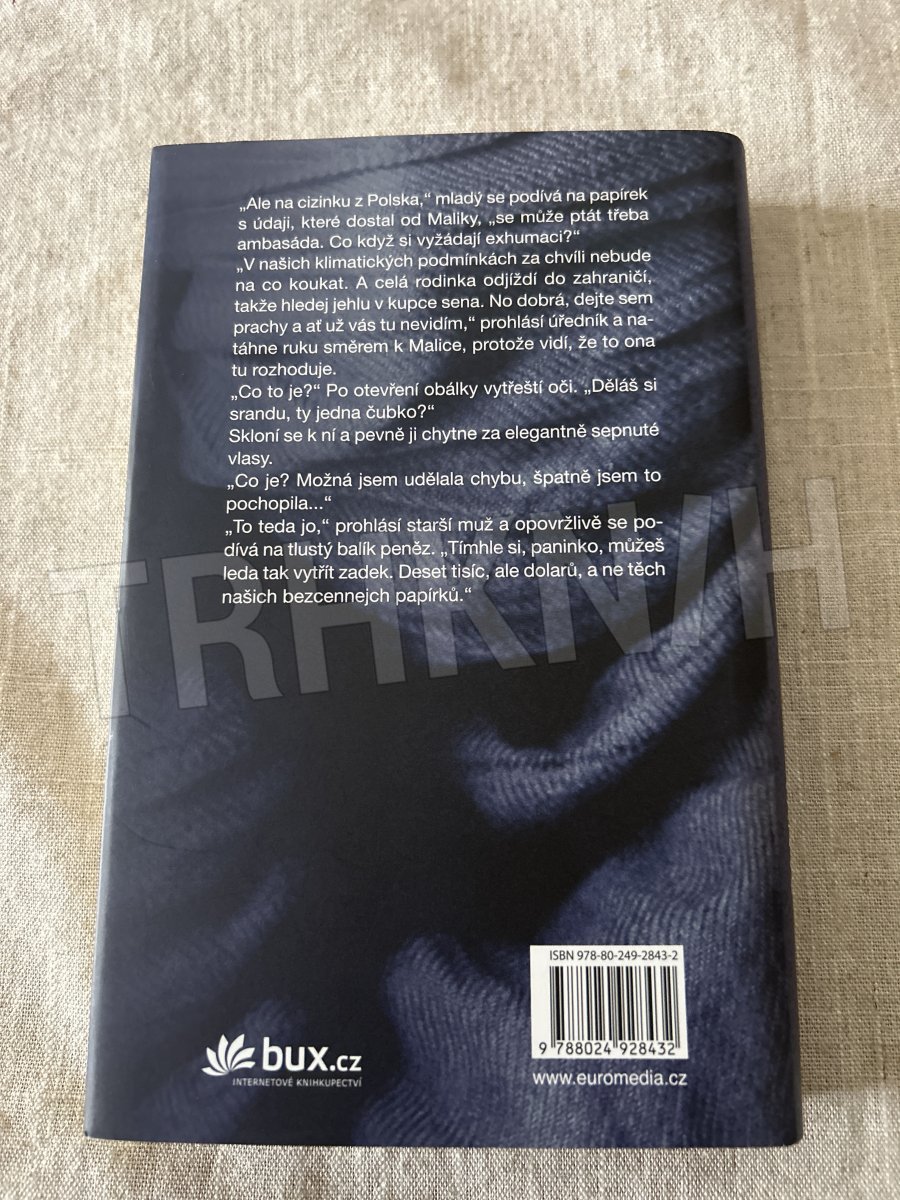 „Ale na cizinku z Polska,“ mladý se podívá na papírek
s údaji, které dostal od Maliky, „se může ptát třeba
ambasáda. Co když si vyžádají exhumaci?“
„V našich klimatických podmínkách za chvíli nebude
na co koukat. A celá rodinka odjíždí do zahraničí,
takže hledej jehlu v kupce sena. No dobrá, dejte sem
prachy a ať už vás tu nevidím,“ prohlásí úředník a na-
táhne ruku směrem k Malice, protože vidí, že to ona
tu rozhoduje.
„Co to je?“ Po otevření obálky vytřeští oči. „Děláš si
srandu, ty jedna čubko?“
Skloní se k ní a pevně ji chytne za elegantně sepnuté
vlasy.
„Co je? Možná jsem udělala chybu, špatně jsem to
pochopila...“
„To teda jo,“ prohlásí starší muž a opovržlivě se po-
dívá na tlustý balík peněz. „Tímhle si, paninko, můžeš
leda tak vytřít zadek. Deset tisíc, ale dolarů, a ne těch
našich bezcennejch papírků.“
TRHKNIH
ISBN 978-80-249-2843-2
9 788024 928432
www.euromedia.cz
bux.cz
INTERNETOVÉ KNIHKUPECTVÍ